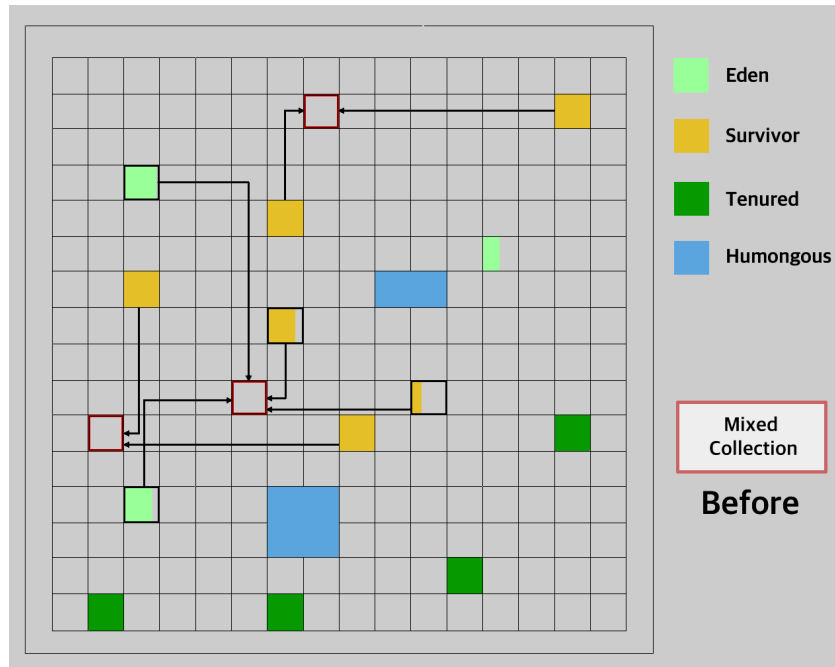 Eden
Survivor
Tenured
Humongous
Mixed
Collection
Before